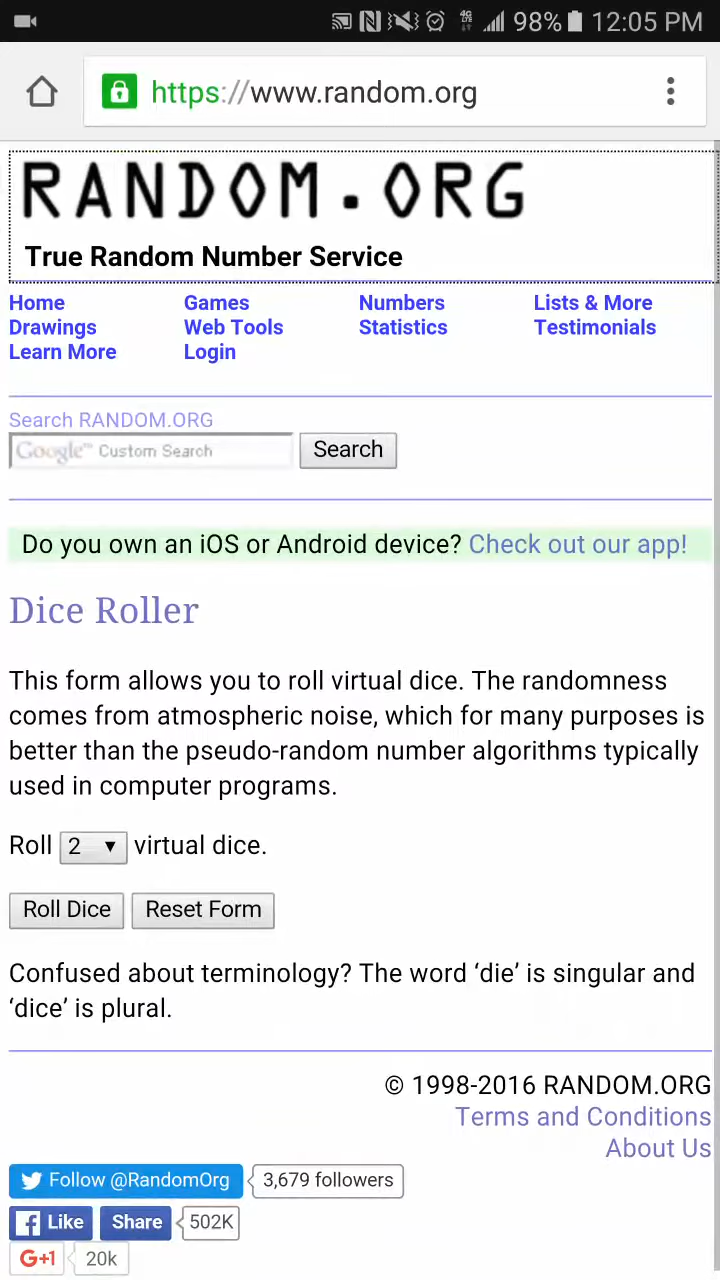 98% 12:05 PM
https://www.random.org
RANDOM.ORG
True Random Number Service
Home Games Numbers Lists & More
Drawings Web Tools Statistics Testimonials
Learn More Login
Search RANDOM.ORG
Google™ Custom Search Search
Do you own an iOS or Android device? Check out our app!
Dice Roller
This form allows you to roll virtual dice. The randomness
comes from atmospheric noise, which for many purposes is
better than the pseudo-random number algorithms typically
used in computer programs.
Roll 2 ▼ virtual dice.
Roll Dice Reset Form
Confused about terminology? The word ‘die’ is singular and
‘dice’ is plural.
© 1998-2016 RANDOM.ORG
Terms and Conditions
About Us
Follow @RandomOrg 3,679 followers
Like Share 502K
G+1 20k